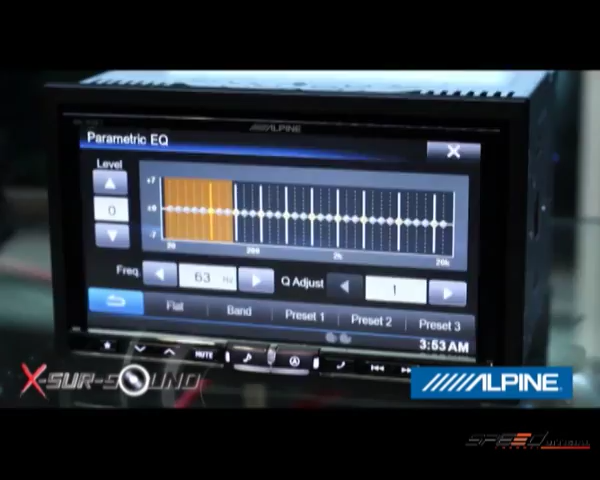 ALPINE
Parametric EQ
Level
+7
0
±0
-7
20 200 2k 20k
Freq. 63 Hz Q Adjust 1
Flat Band Preset 1 Preset 2 Preset 3
3:53 AM
MUTE
X-SUR-SOUND
ALPINE
SPEED